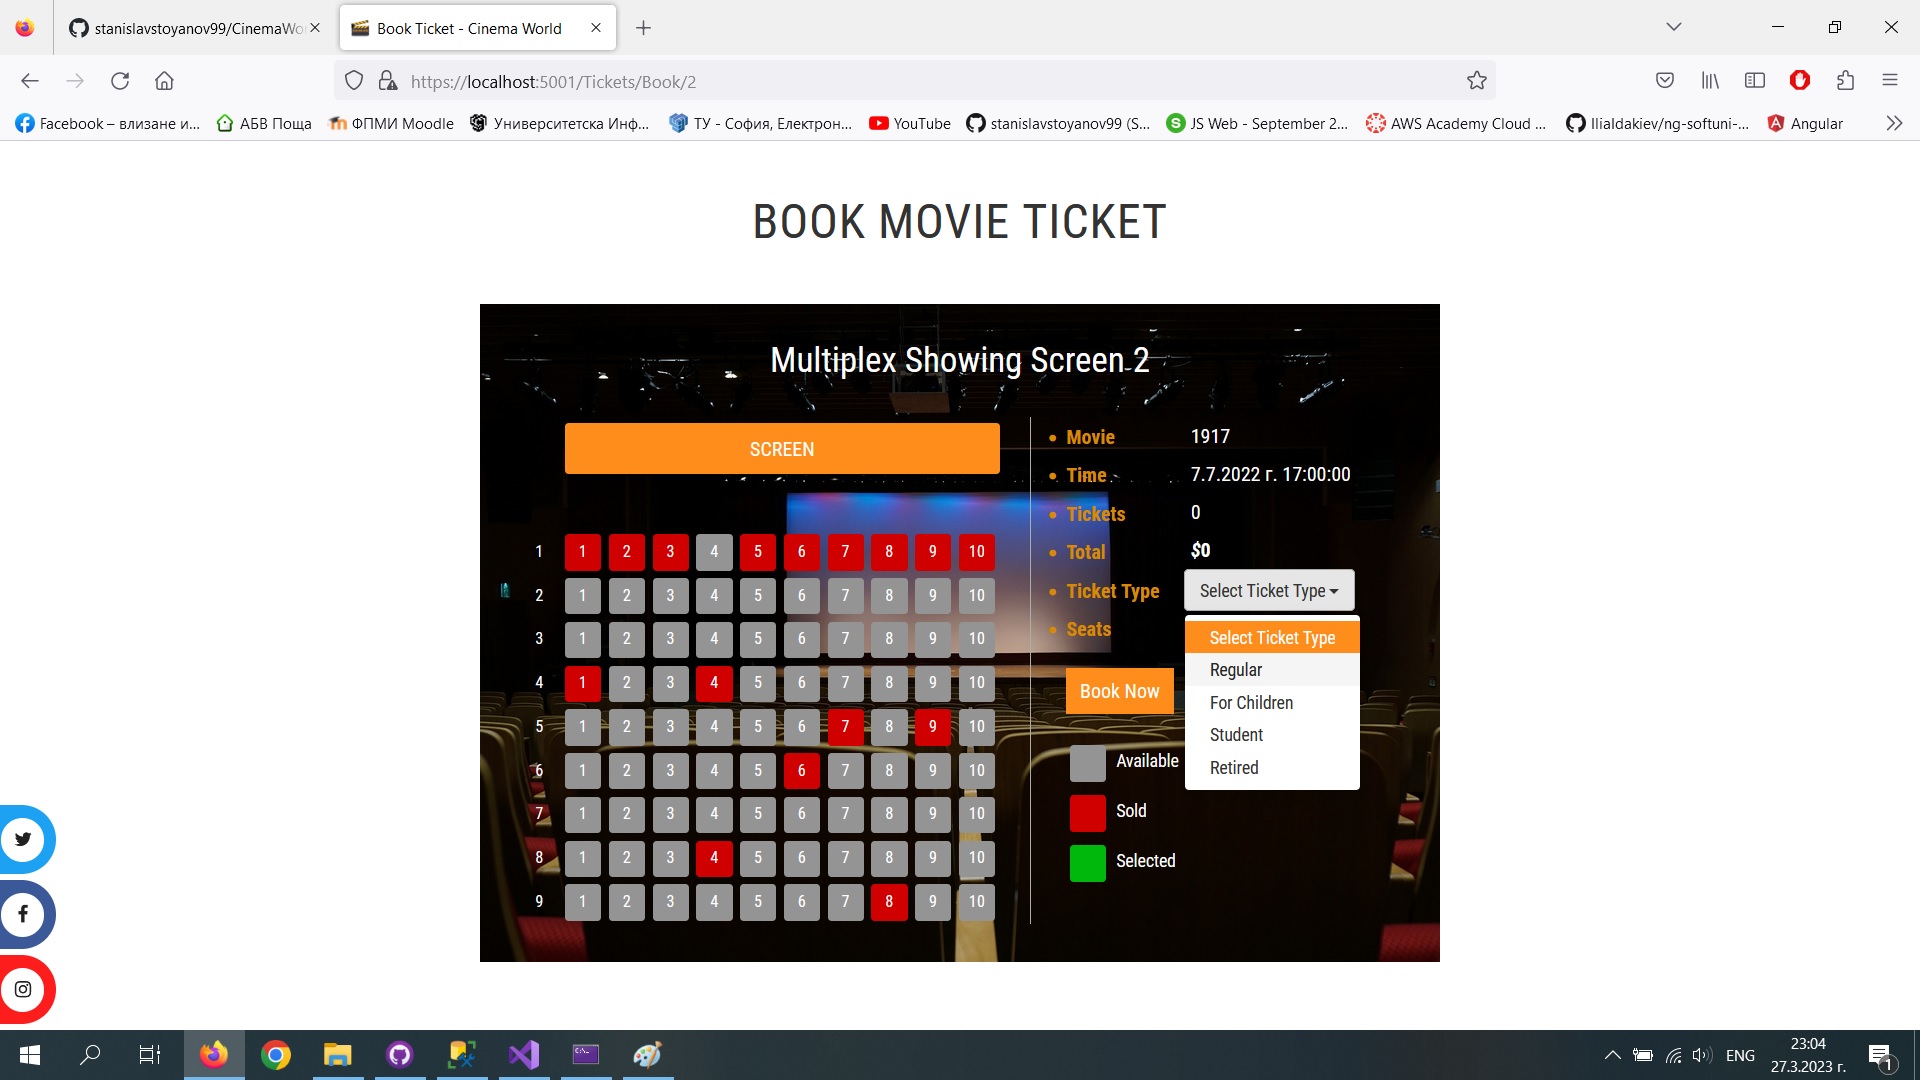 stanislavstoyanov99/CinemaWo
Book Ticket - Cinema World
https://localhost:5001/Tickets/Book/2
Facebook – влизане и...
АБВ Поща
ФПМИ Moodle
Университетска Инф...
ТУ - София, Електрон...
YouTube
stanislavstoyanov99 (S...
JS Web - September 2...
AWS Academy Cloud ...
IliaIdakiev/ng-softuni-...
Angular
BOOK MOVIE TICKET
Multiplex Showing Screen 2
SCREEN
1 1 2 3 4 5 6 7 8 9 10
2 1 2 3 4 5 6 7 8 9 10
3 1 2 3 4 5 6 7 8 9 10
4 1 2 3 4 5 6 7 8 9 10
5 1 2 3 4 5 6 7 8 9 10
6 1 2 3 4 5 6 7 8 9 10
7 1 2 3 4 5 6 7 8 9 10
8 1 2 3 4 5 6 7 8 9 10
9 1 2 3 4 5 6 7 8 9 10
Movie 1917
Time 7.7.2022 г. 17:00:00
Tickets 0
Total $0
Ticket Type Select Ticket Type
Seats
Select Ticket Type
Regular
For Children
Student
Retired
Book Now
Available
Sold
Selected
ENG
23:04
27.3.2023 г.
1